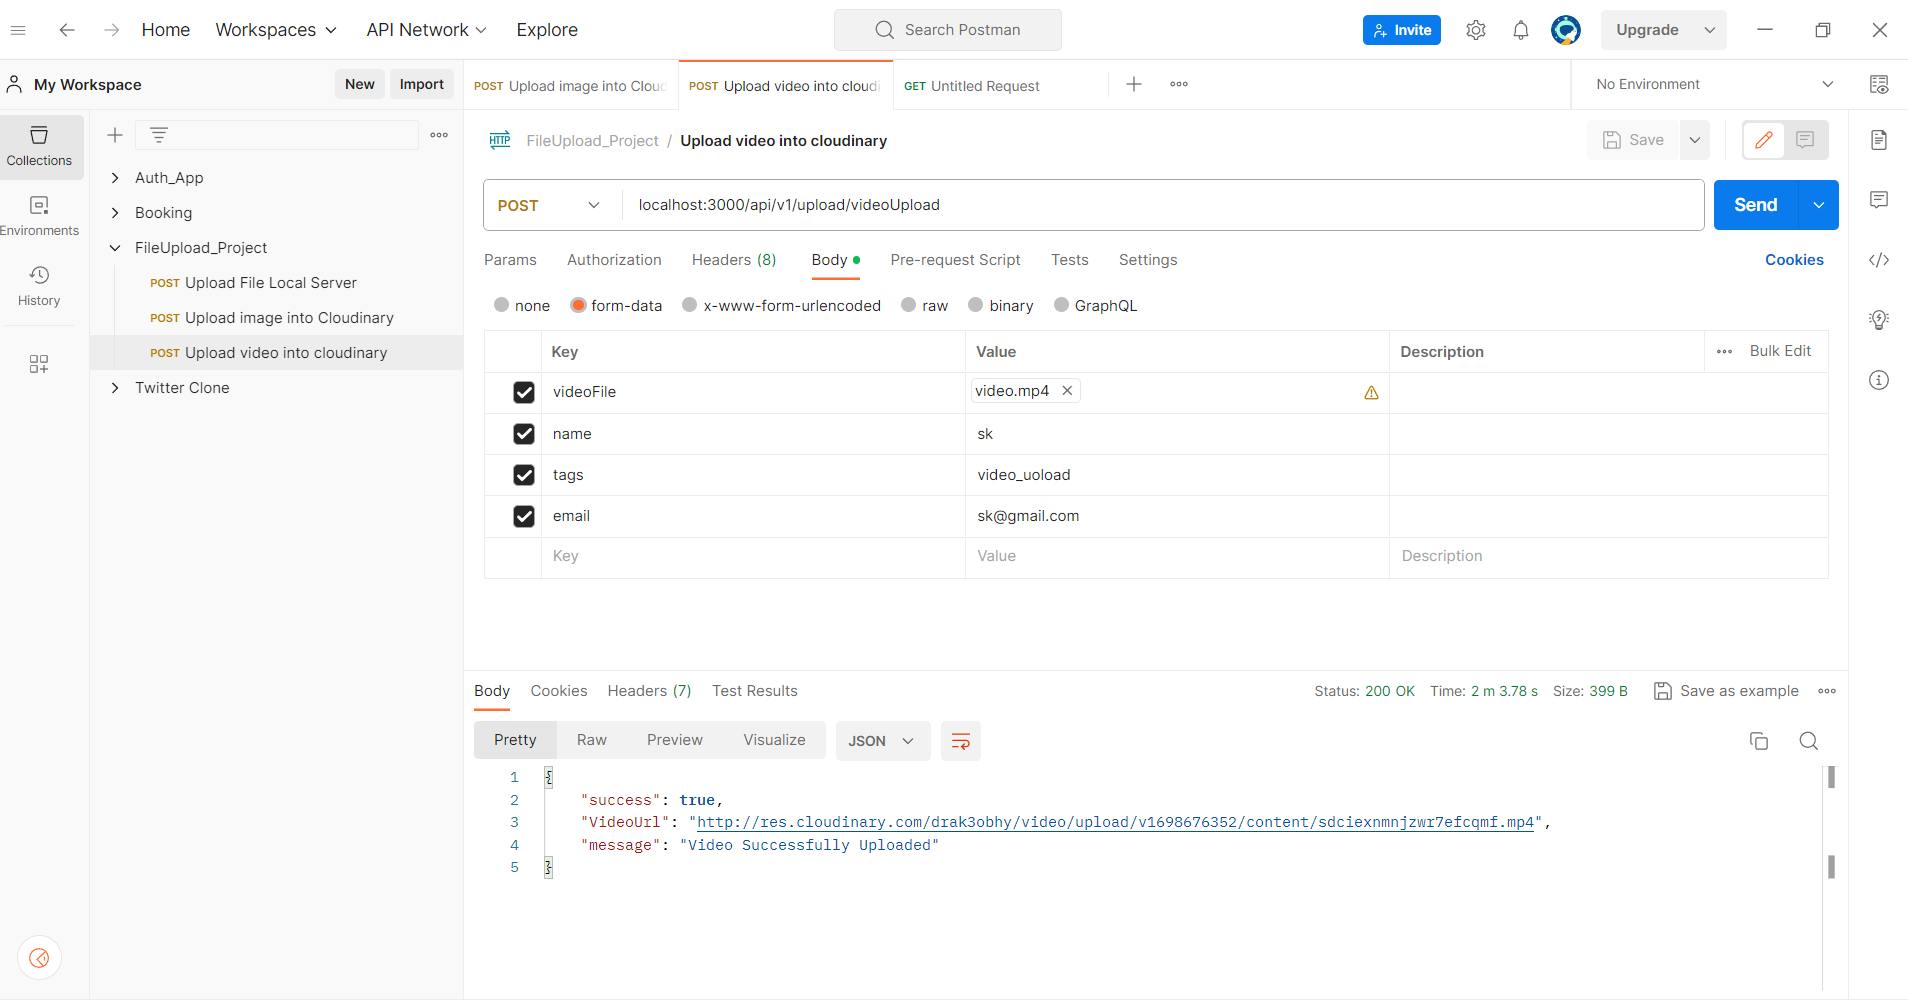 Home Workspaces API Network Explore Search Postman Invite Upgrade
My Workspace New Import
POST Upload image into Clouc POST Upload video into cloudi GET Untitled Request No Environment
Collections
Environments
History
Auth_App
Booking
FileUpload_Project
POST Upload File Local Server
POST Upload image into Cloudinary
POST Upload video into cloudinary
Twitter Clone
HTTP FileUpload_Project / Upload video into cloudinary Save
POST localhost:3000/api/v1/upload/videoUpload Send
Params Authorization Headers (8) Body Pre-request Script Tests Settings Cookies
none form-data x-www-form-urlencoded raw binary GraphQL
Key Value Description Bulk Edit
videoFile video.mp4
name sk
tags video_uoload
email sk@gmail.com
Key Value Description
Body Cookies Headers (7) Test Results Status: 200 OK Time: 2 m 3.78 s Size: 399 B Save as example
Pretty Raw Preview Visualize JSON
1 {
2 "success": true,
3 "VideoUrl": "http://res.cloudinary.com/drak3obhy/video/upload/v1698676352/content/sdciexnmnjzwr7efcqmf.mp4",
4 "message": "Video Successfully Uploaded"
5 }